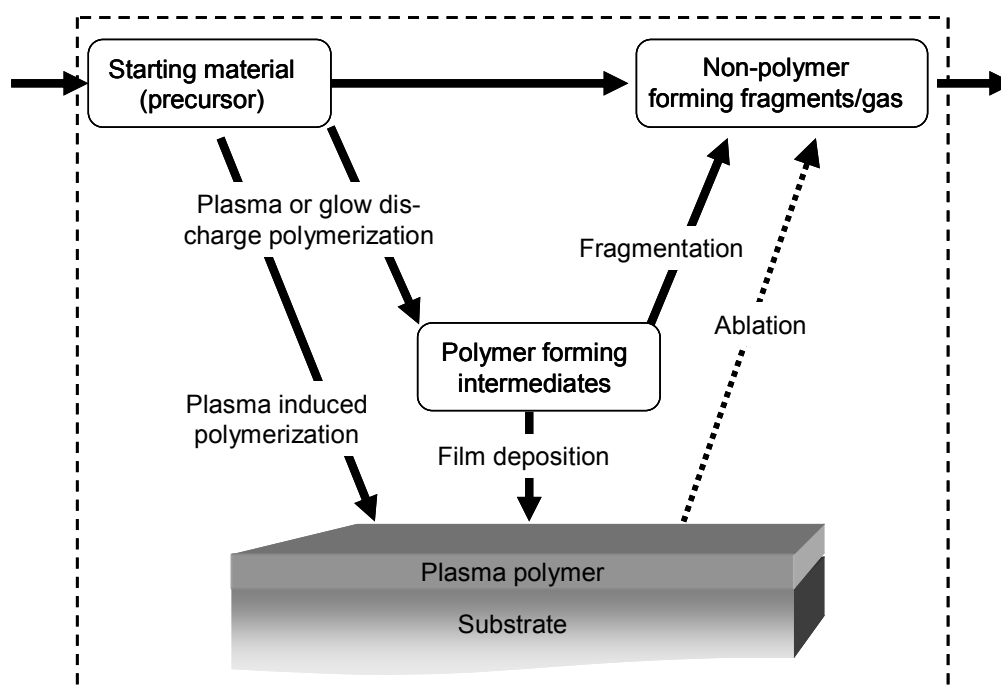 Starting material
(precursor)
Non-polymer
forming fragments/gas
Plasma or glow dis-
charge polymerization
Fragmentation
Ablation
Polymer forming
intermediates
Plasma induced
polymerization
Film deposition
Plasma polymer
Substrate